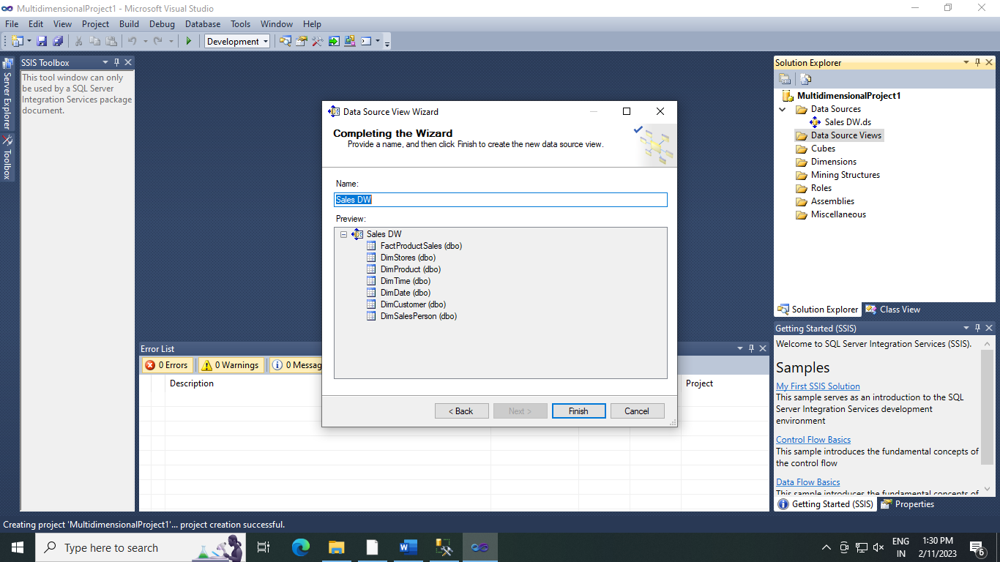 MultidimensionalProject1 - Microsoft Visual Studio
File Edit View Project Build Debug Database Tools Window Help
Development
SSIS Toolbox
This tool window can only
be used by a SQL Server
Integration Services package
document.
Server Explorer
Toolbox
Data Source View Wizard
Completing the Wizard
Provide a name, and then click Finish to create the new data source view.
Name:
Sales DW
Preview:
Sales DW
FactProductSales (dbo)
DimStores (dbo)
DimProduct (dbo)
DimTime (dbo)
DimDate (dbo)
DimCustomer (dbo)
DimSalesPerson (dbo)
< Back Next > Finish Cancel
Error List
0 Errors 0 Warnings 0 Messag
Description Project
Solution Explorer
MultidimensionalProject1
Data Sources
Sales DW.ds
Data Source Views
Cubes
Dimensions
Mining Structures
Roles
Assemblies
Miscellaneous
Solution Explorer Class View
Getting Started (SSIS)
Welcome to SQL Server Integration Services (SSIS).
Samples
My First SSIS Solution
This sample serves as an introduction to the SQL
Server Integration Services development
environment
Control Flow Basics
This sample introduces the fundamental concepts of
the control flow
Data Flow Basics
This sample introduces the fundamental concepts of
Getting Started (SSIS) Properties
Creating project 'MultidimensionalProject1'... project creation successful.
Type here to search
ENG
IN
1:30 PM
2/11/2023
6